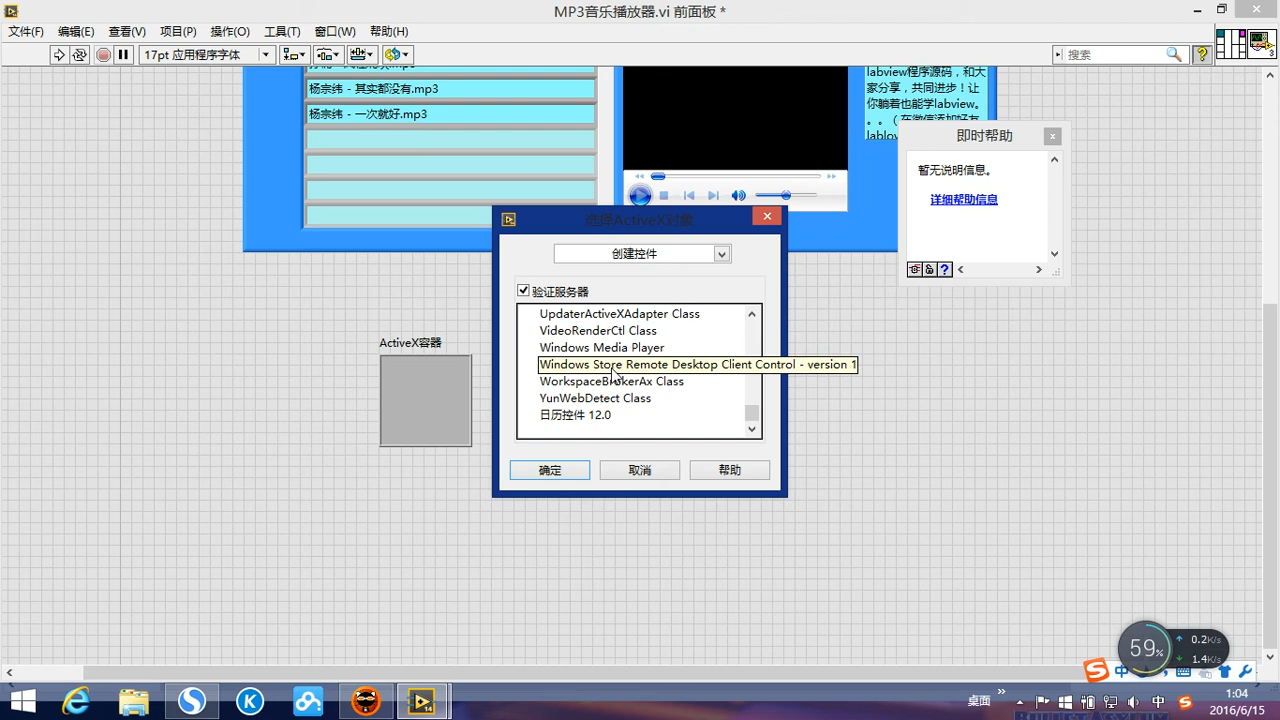 MP3音乐播放器.vi 前面板 *
文件(F) 编辑(E) 查看(V) 项目(P) 操作(O) 工具(T) 窗口(W) 帮助(H)
17pt 应用程序字体
搜索
杨宗纬 - 其实都没有.mp3
杨宗纬 - 一次就好.mp3
labview程序源码，和大
家分享，共同进步！让
你躺着也能学labview。
。。（在微信添加好友
即时帮助
暂无说明信息。
详细帮助信息
选择ActiveX对象
创建控件
验证服务器
UpdaterActiveXAdapter Class
VideoRenderCtl Class
Windows Media Player
Windows Store Remote Desktop Client Control - version 1
WorkspaceBrokerAx Class
YunWebDetect Class
日历控件 12.0
确定 取消 帮助
ActiveX容器
59%
0.2K/s
1.4K/s
中
桌面
中
1:04
2016/6/15